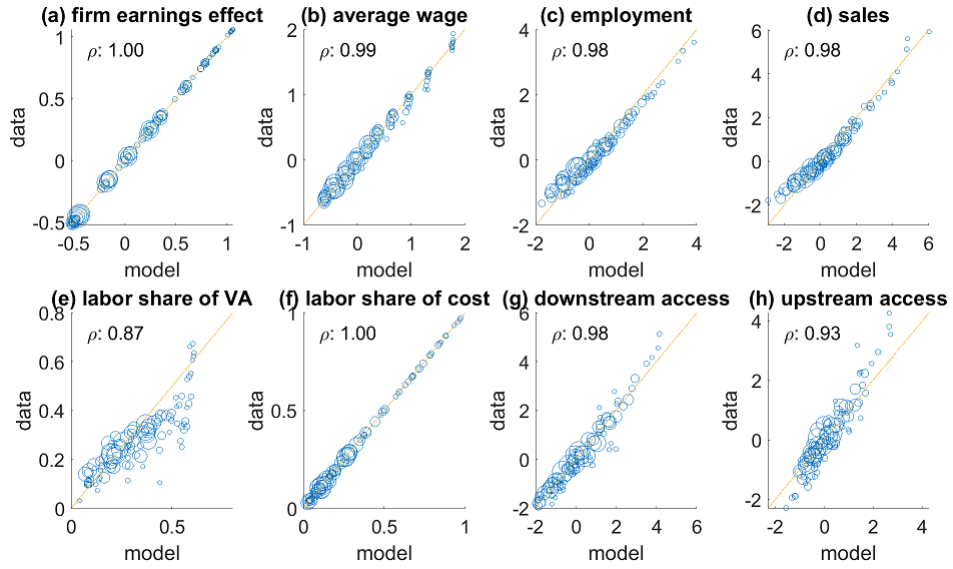 (a) firm earnings effect
ρ: 1.00
data
1
0.5
0
-0.5
-0.5 0 0.5 1
model
(b) average wage
ρ: 0.99
data
2
1
0
-1
-1 0 1 2
model
(c) employment
ρ: 0.98
data
4
2
0
-2
-2 0 2 4
model
(d) sales
ρ: 0.98
data
6
4
2
0
-2
-2 0 2 4 6
model
(e) labor share of VA
ρ: 0.87
data
0.8
0.6
0.4
0.2
0
0 0.5
model
(f) labor share of cost
ρ: 1.00
data
1
0.5
0
0 0.5 1
model
(g) downstream access
ρ: 0.98
data
6
4
2
0
-2
-2 0 2 4 6
model
(h) upstream access
ρ: 0.93
data
4
2
0
-2
-2 0 2 4
model